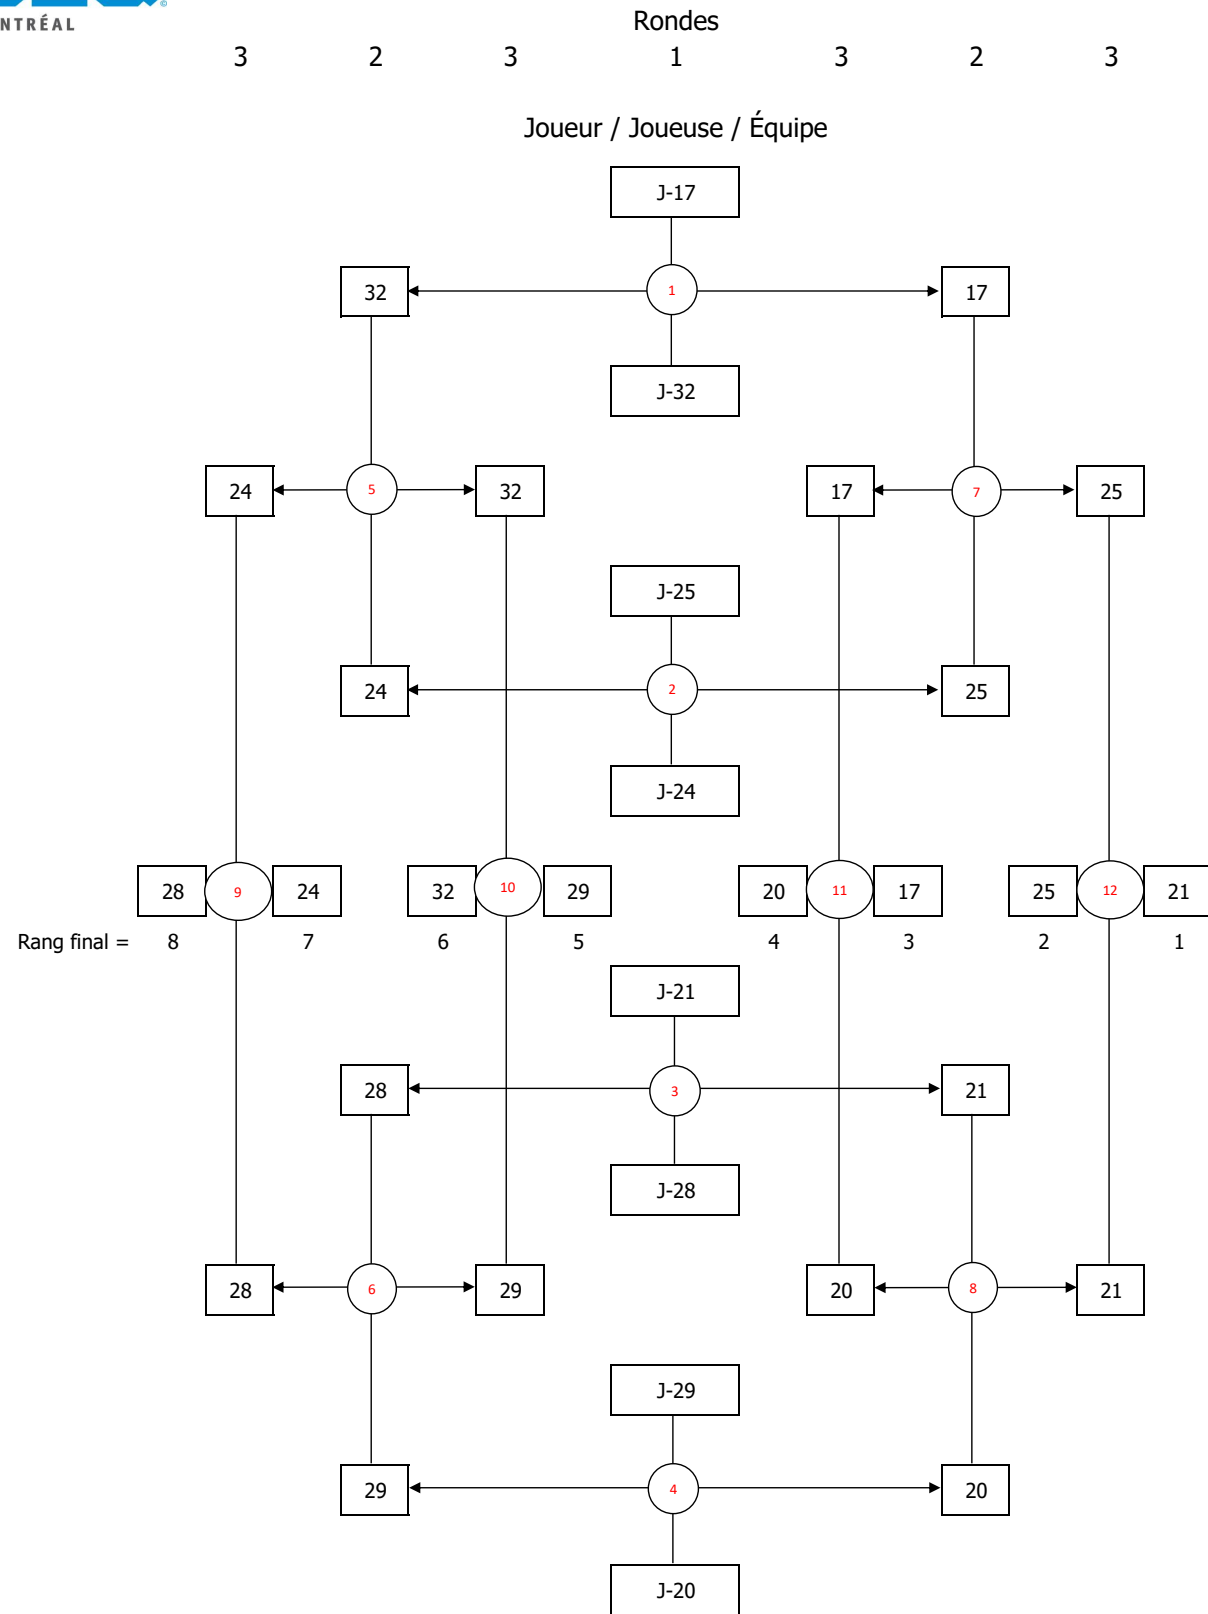 NTRÉAL
Rondes
3 2 3 1 3 2 3
Joueur / Joueuse / Équipe
J-17
32 1 17
J-32
24 5 32 17 7 25
J-25
24 2 25
J-24
28 9 24 32 10 29 20 11 17 25 12 21
Rang final = 8 7 6 5 4 3 2 1
J-21
28 3 21
J-28
28 6 29 20 8 21
J-29
29 4 20
J-20